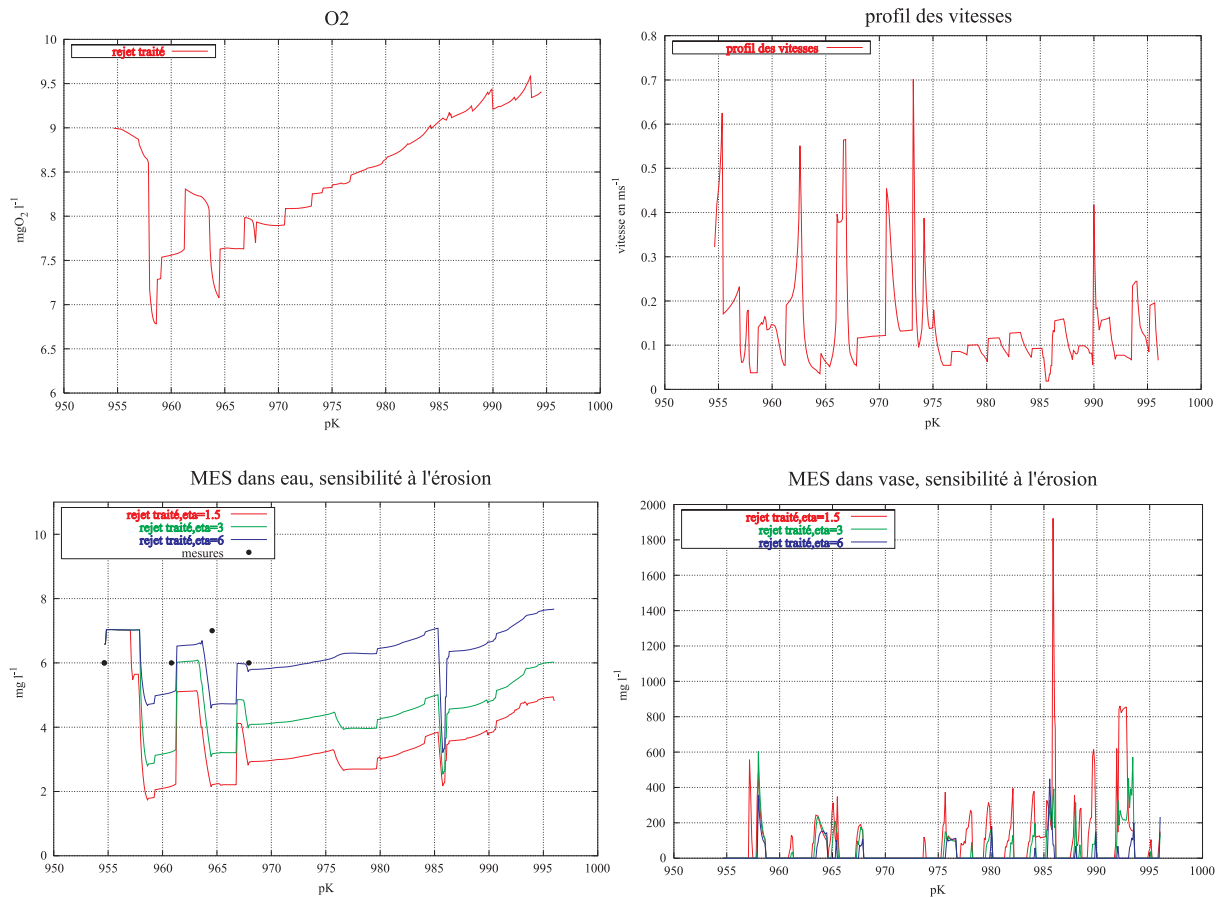 O2
rejet traité
10
9.5
9
8.5
8
7.5
7
6.5
6
mgO2 l-1
950 955 960 965 970 975 980 985 990 995 1000
pK
profil des vitesses
profil des vitesses
0.8
0.7
0.6
0.5
0.4
0.3
0.2
0.1
0
vitesse en ms-1
950 955 960 965 970 975 980 985 990 995 1000
pK
MES dans eau, sensibilité à l'érosion
rejet traité,eta=1.5
rejet traité,eta=3
rejet traité,eta=6
mesures
10
8
6
4
2
0
mg l-1
950 955 960 965 970 975 980 985 990 995 1000
pK
MES dans vase, sensibilité à l'érosion
rejet traité,eta=1.5
rejet traité,eta=3
rejet traité,eta=6
2000
1800
1600
1400
1200
1000
800
600
400
200
0
mg l-1
950 955 960 965 970 975 980 985 990 995 1000
pK